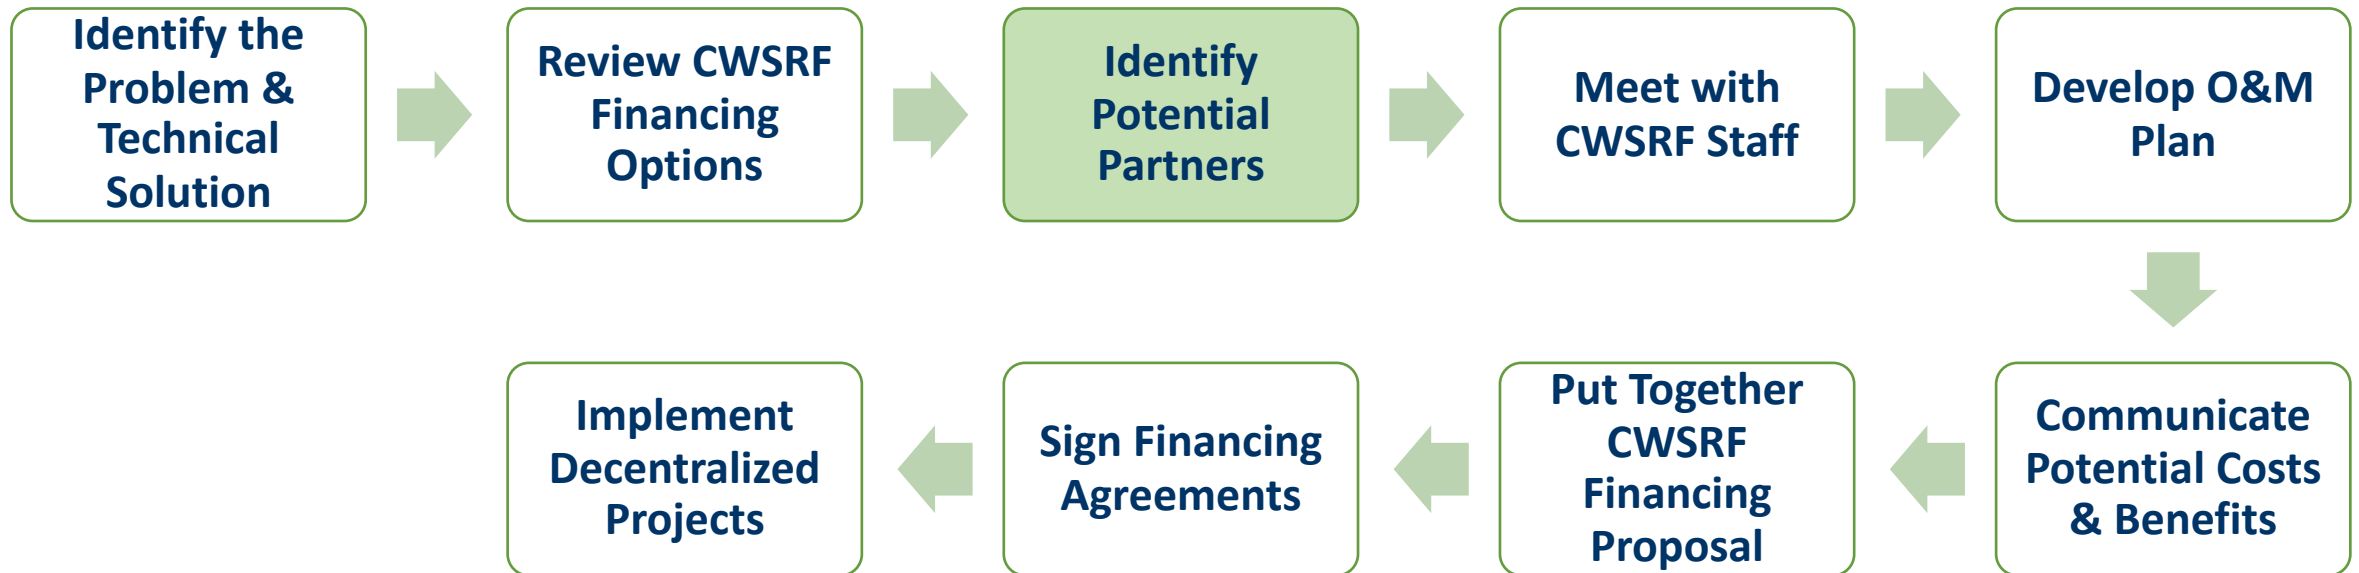 Identify the
Problem &
Technical
Solution
Review CWSRF
Financing
Options
Identify
Potential
Partners
Meet with
CWSRF Staff
Develop O&M
Plan
Communicate
Potential Costs
& Benefits
Put Together
CWSRF
Financing
Proposal
Sign Financing
Agreements
Implement
Decentralized
Projects